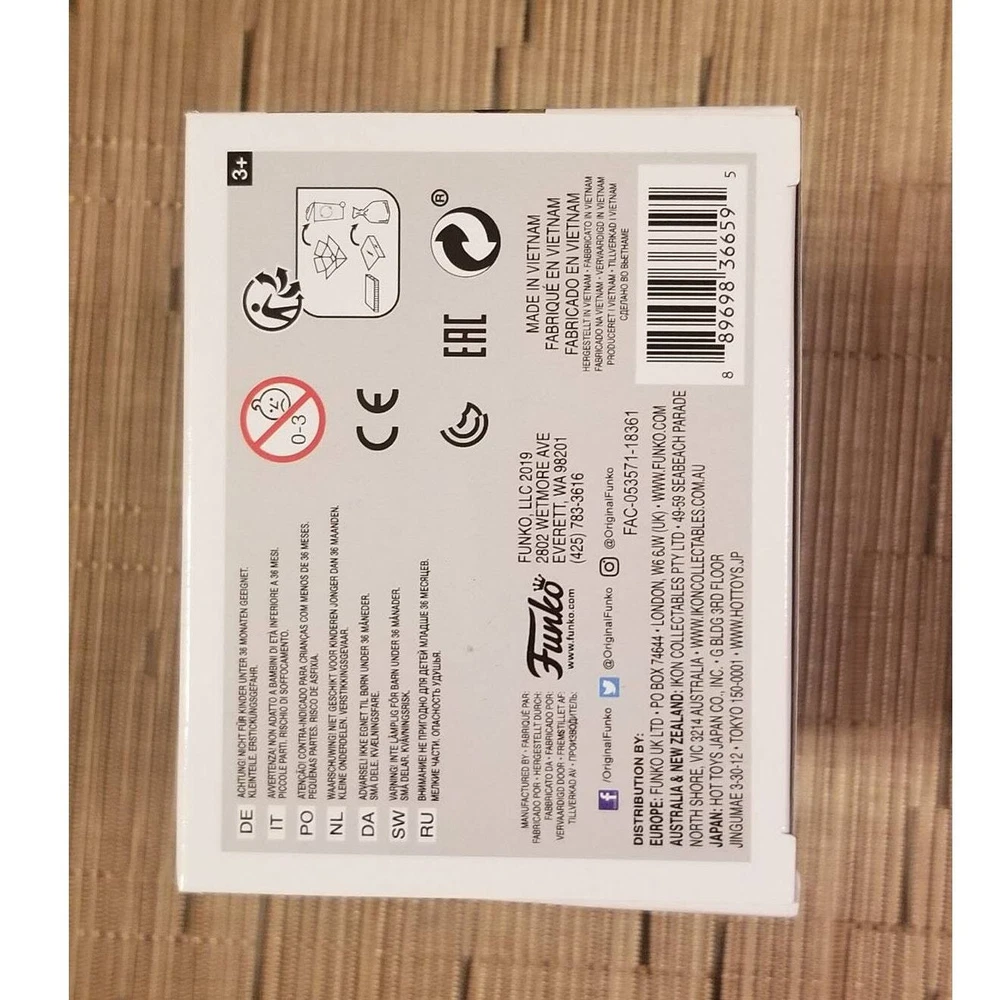 DE
ACHTUNG! NICHT FÜR KINDER UNTER 36 MONATEN GEEIGNET.
KLEINTEILE. ERSTICKUNGSGEFAHR.
IT
AVVERTENZA! NON ADATTO A BAMBINI DI ETÀ INFERIORE A 36 MESI.
PICCOLE PARTI. RISCHIO DI SOFFOCAMENTO.
PO
ATENÇÃO! CONTRA-INDICADO PARA CRIANÇAS COM MENOS DE 36 MESES.
PEQUENAS PARTES. RISCO DE ASFIXIA.
NL
WAARSCHUWING! NIET GESCHIKT VOOR KINDEREN JONGER DAN 36 MAANDEN.
KLEINE ONDERDELEN. VERSTIKKINGSGEVAAR.
DA
ADVARSEL! IKKE EGNET TIL BØRN UNDER 36 MÅNEDER.
SMÅ DELE. KVÆLNINGSFARE.
SW
VARNING! INTE LÄMPLIG FÖR BARN UNDER 36 MÅNADER.
SMÅ DELAR. KVÄVNINGSRISK.
RU
ВНИМАНИЕ! НЕ ПРИГОДНО ДЛЯ ДЕТЕЙ МЛАДШЕ 36 МЕСЯЦЕВ.
МЕЛКИЕ ЧАСТИ. ОПАСНОСТЬ УДУШЬЯ.
0-3
3+
CE
EAC
®
MANUFACTURED BY • FABRIQUÉ PAR:
FABRICADO POR • HERGESTELLT DURCH:
FABBRICATO DA • FABRICADO POR:
VERVAARDIGD DOOR • FREMSTILLET AF:
TILLVERKAD AV • ПРОИЗВОДИТЕЛЬ:
Funko
www.funko.com
FUNKO, LLC 2019
2802 WETMORE AVE
EVERETT, WA 98201
(425) 783-3616
MADE IN VIETNAM
FABRIQUÉ EN VIETNAM
FABRICADO EN VIETNAM
HERGESTELLT IN VIETNAM • FABBRICATO IN VIETNAM
FABRICADO NA VIETNAM • VERVAARDIGD IN VIETNAM
PRODUCERET I VIETNAM • TILLVERKAD I VIETNAM
СДЕЛАНО ВО ВЬЕТНАМЕ
f /OriginalFunko @OriginalFunko @OriginalFunko
FAC-053571-18361
DISTRIBUTION BY:
EUROPE: FUNKO UK LTD • PO BOX 74644 • LONDON, W6 6JW (UK) • WWW.FUNKO.COM
AUSTRALIA & NEW ZEALAND: IKON COLLECTABLES PTY LTD • 49-59 SEABEACH PARADE
NORTH SHORE, VIC 3214 AUSTRALIA • WWW.IKONCOLLECTABLES.COM.AU
JAPAN: HOT TOYS JAPAN CO., INC. • G BLDG 3RD FLOOR
JINGUMAE 3-30-12 • TOKYO 150-0001 • WWW.HOTTOYS.JP
8 89698 36659 5